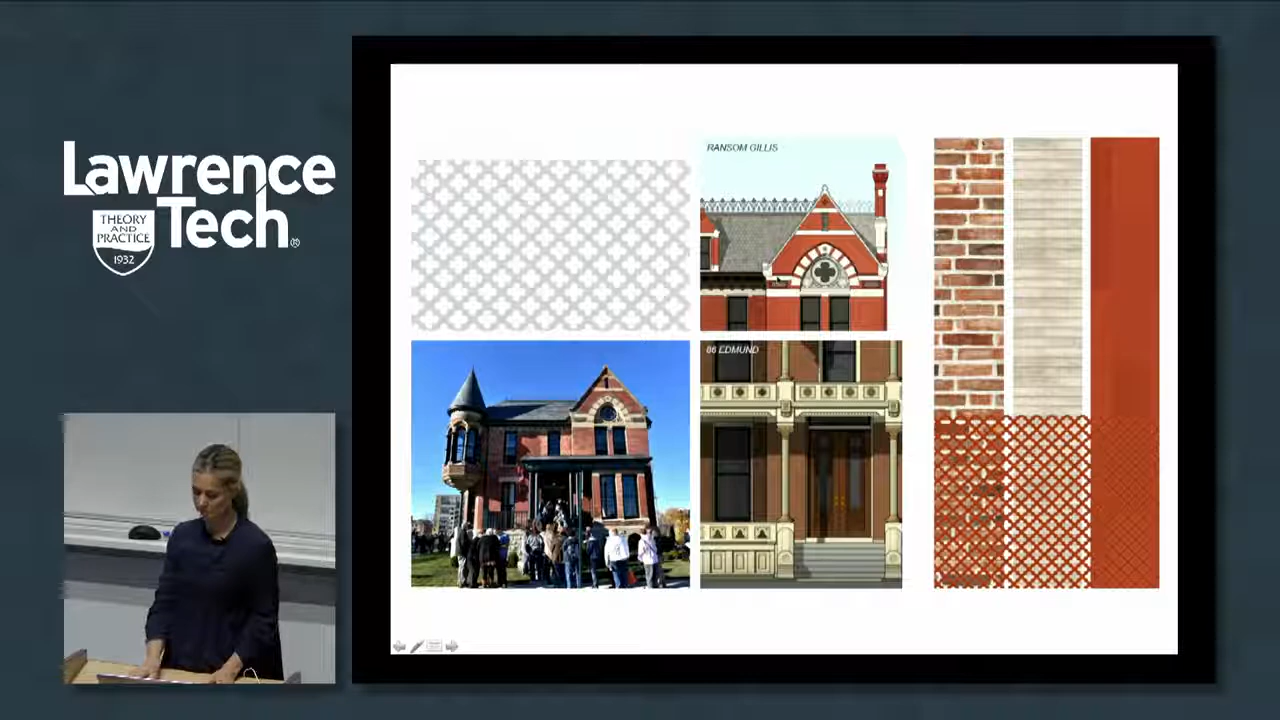 Lawrence
Tech®
THEORY
AND
PRACTICE
1932
RANSOM GILLIS
86 EDMUND